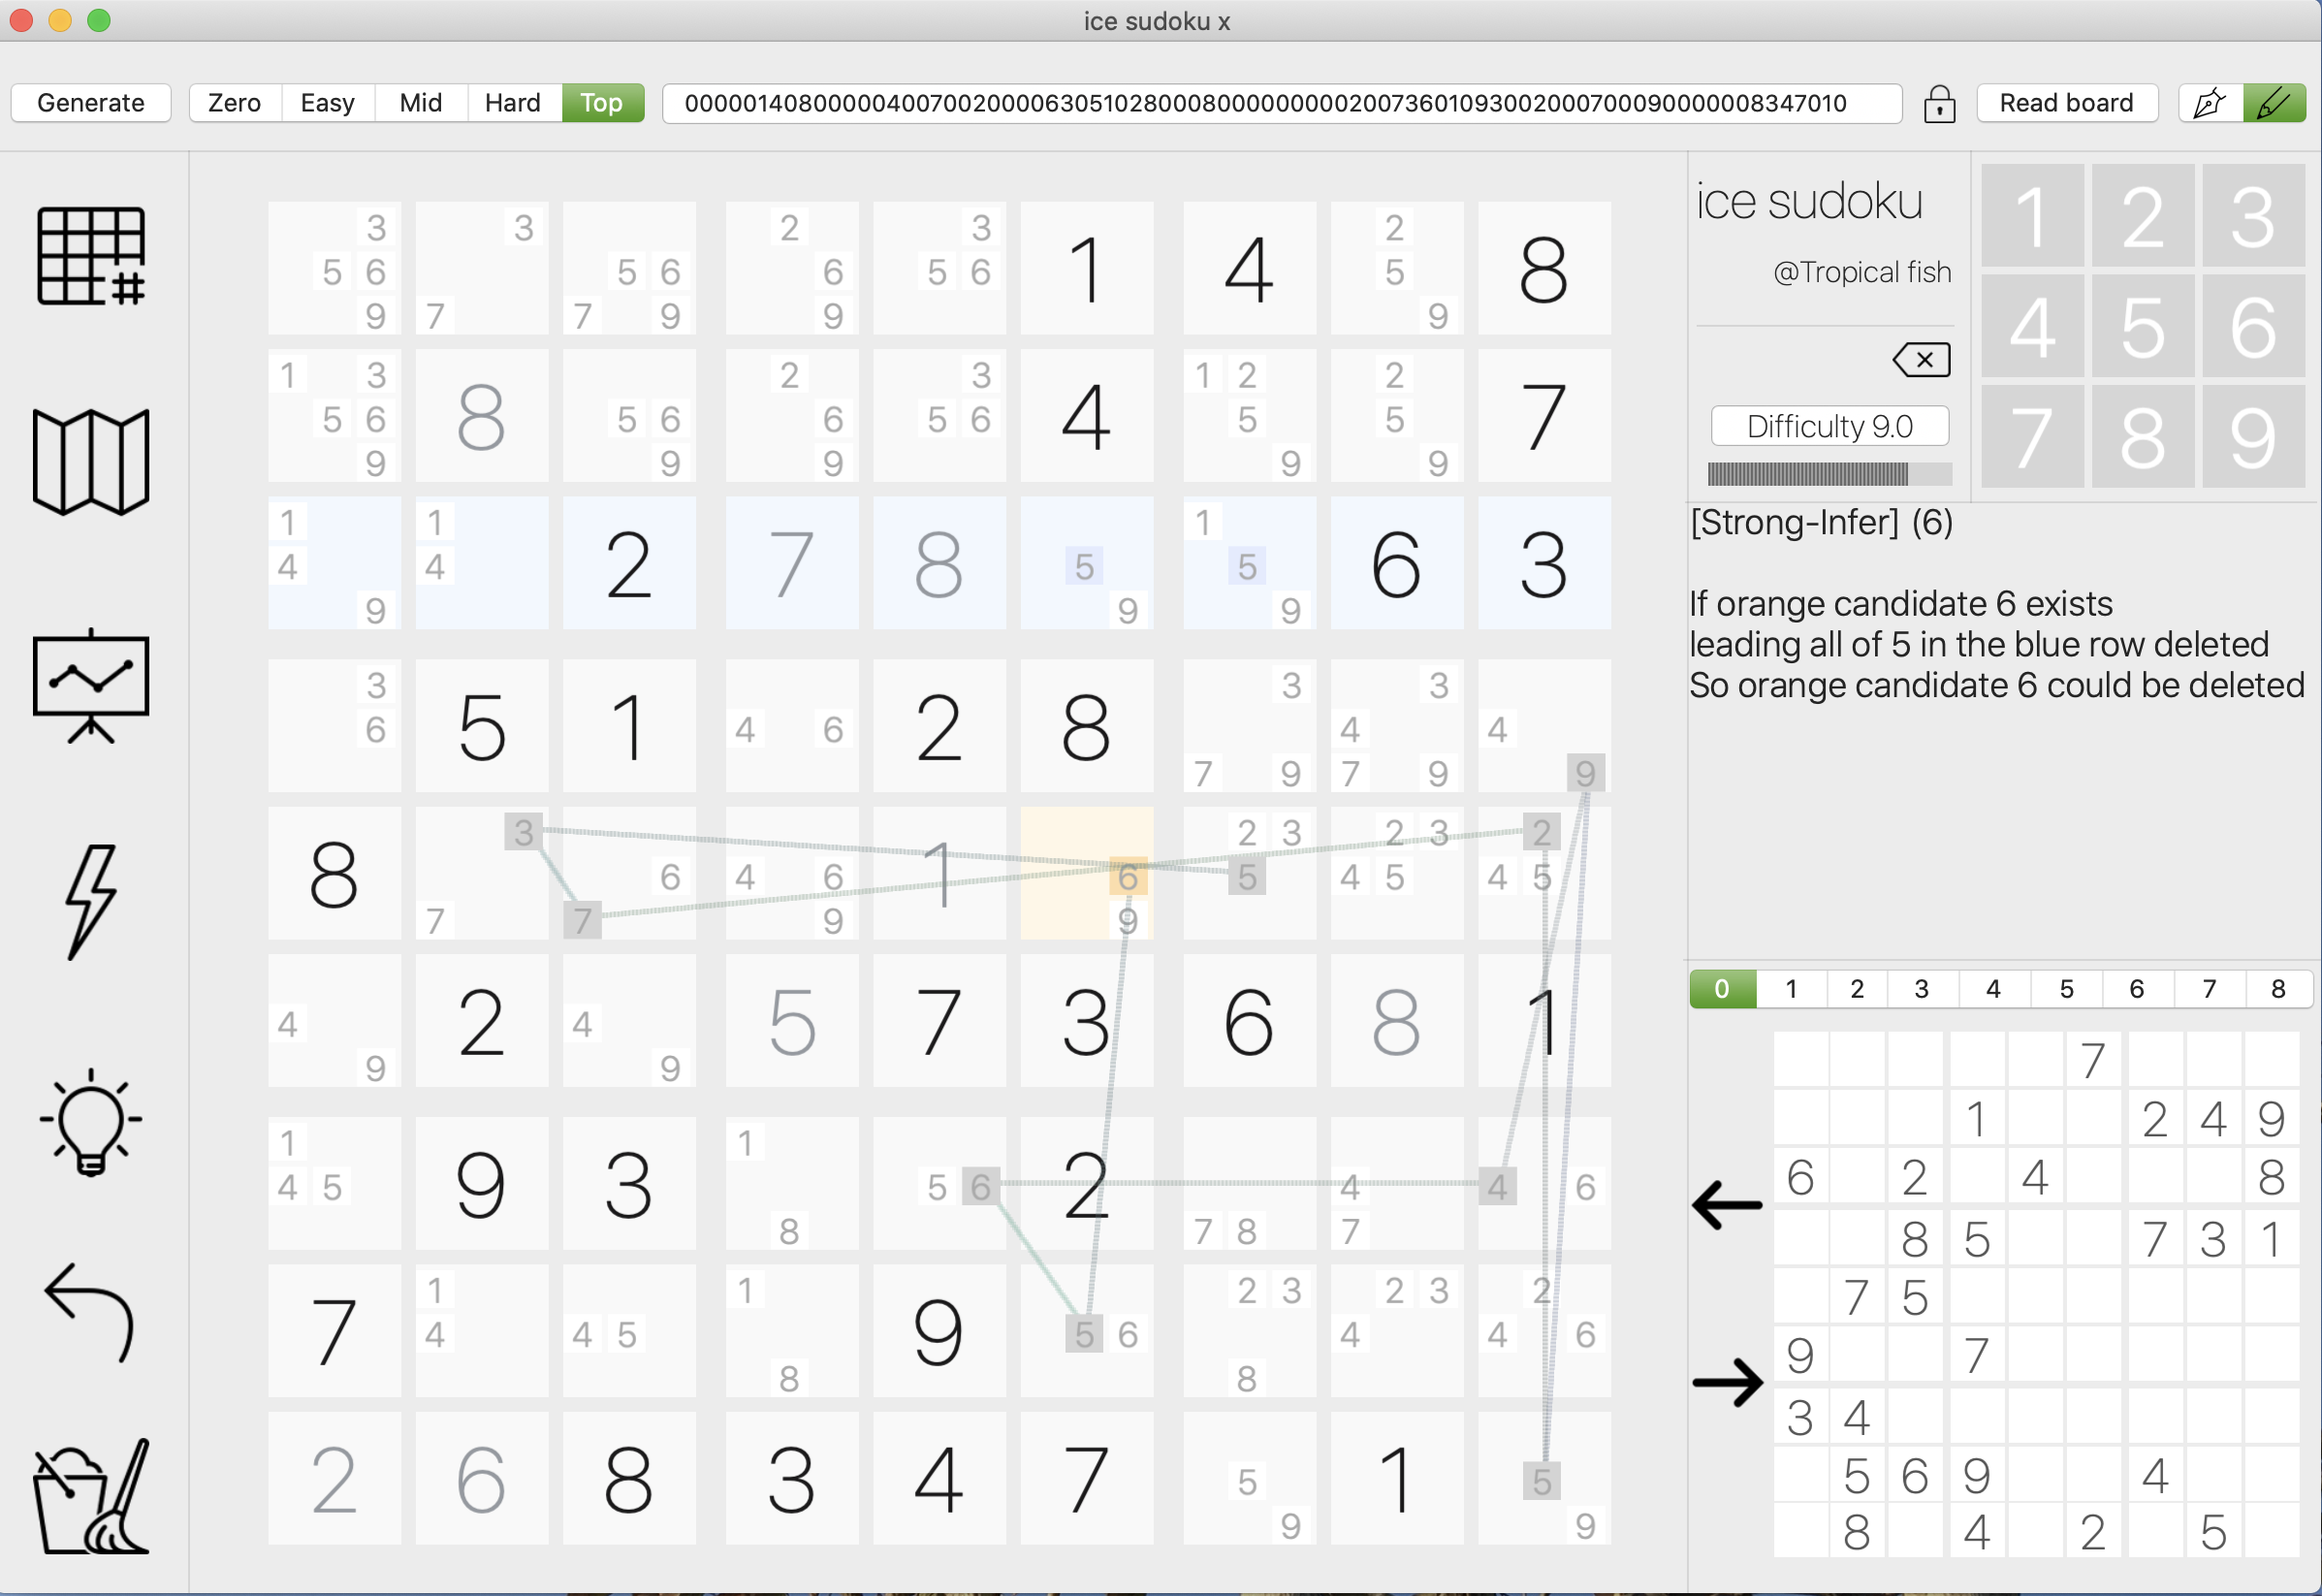 ice sudoku x
Generate
Zero Easy Mid Hard Top
000001408000004007002000063051028000800000000020073601093002000700090000008347010
Read board
3 3 2 3 2
5 6 5 6 6 5 6 1 4 5 8
9 7 7 9 9 9
1 3 2 3 1 2 2
5 6 8 5 6 6 5 6 4 5 5 7
9 9 9 9 9
1 1 1
4 4 2 7 8 5 5 6 3
9 9 9
3 3 3
6 5 1 4 6 2 8 4 4
7 9 7 9 9
3 2 3 2 3 2
8 6 4 6 1 6 5 4 5 4 5
7 7 9 9
4 2 4 5 7 3 6 8 1
9 9
1 1
4 5 9 3 5 6 2 4 4 6
8 7 8 7
1 1 2 3 2 3 2
7 4 4 5 9 5 6 4 4 6
8 8
2 6 8 3 4 7 5 1 5
9 9
ice sudoku
@Tropical fish
Difficulty 9.0
1 2 3
4 5 6
7 8 9
[Strong-Infer] (6)
If orange candidate 6 exists
leading all of 5 in the blue row deleted
So orange candidate 6 could be deleted
0 1 2 3 4 5 6 7 8
7
1 2 4 9
6 2 4 8
8 5 7 3 1
7 5
9 7
3 4
5 6 9 4
8 4 2 5